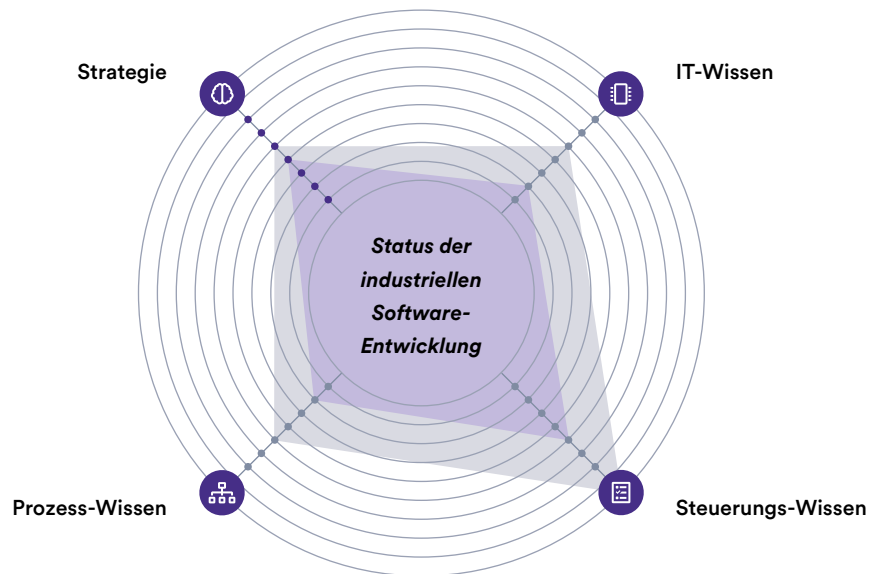 Strategie
IT-Wissen
Status der
industriellen
Software-
Entwicklung
Prozess-Wissen
Steuerungs-Wissen